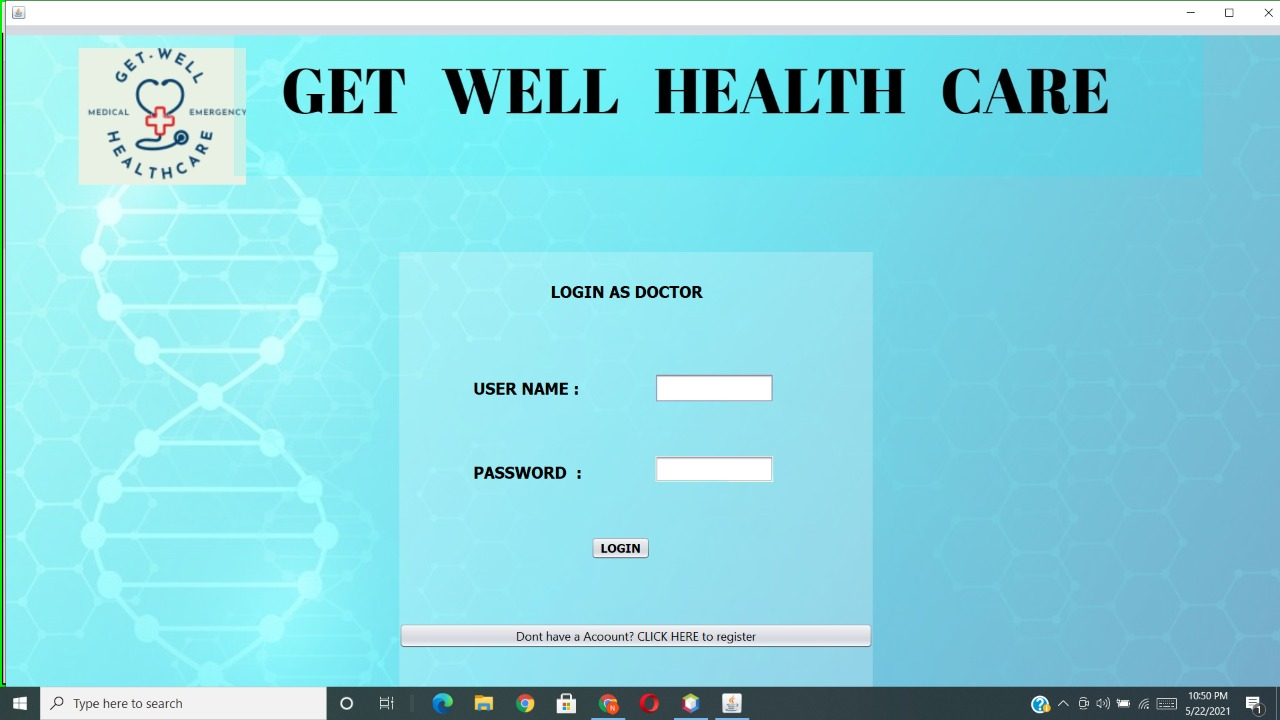 GET-WELL
MEDICAL EMERGENCY
HEALTHCARE
GET WELL HEALTH CARE
LOGIN AS DOCTOR
USER NAME :
PASSWORD :
LOGIN
Dont have a Acoount? CLICK HERE to register
Type here to search
N
10:50 PM
5/22/2021
1